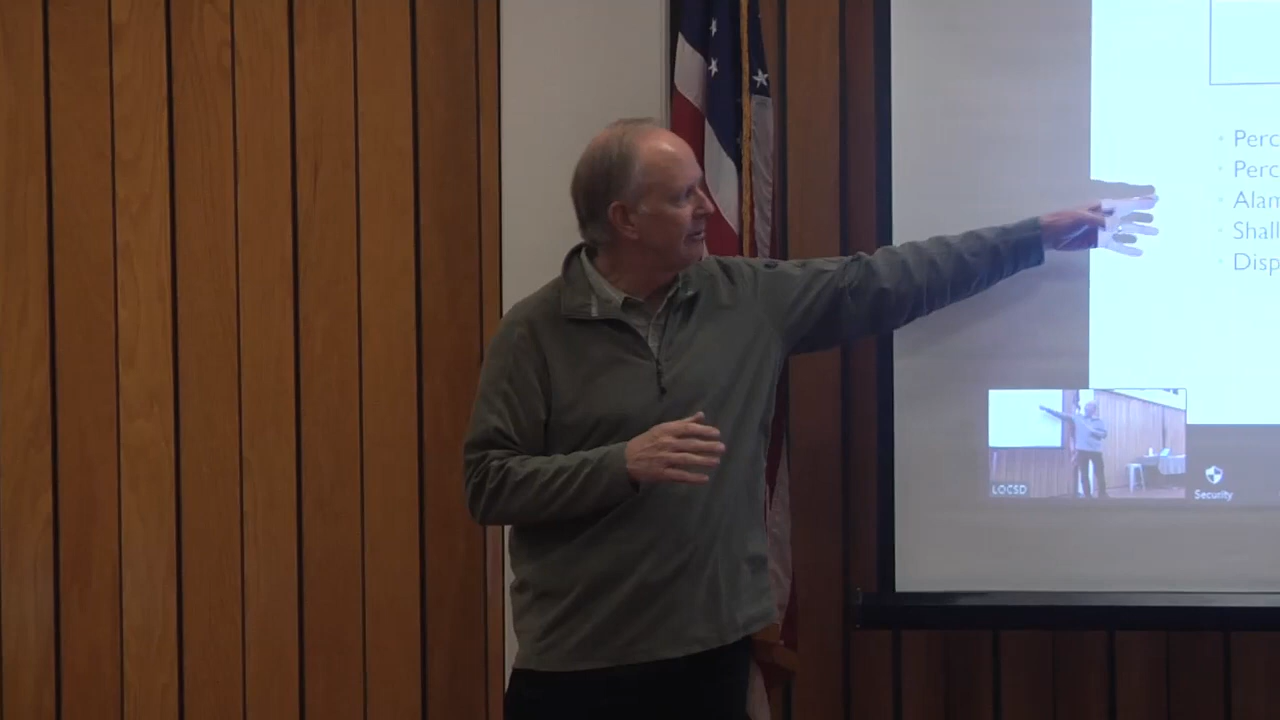 • Perc
• Perc
• Alam
• Shall
• Disp
LOCSD
Security